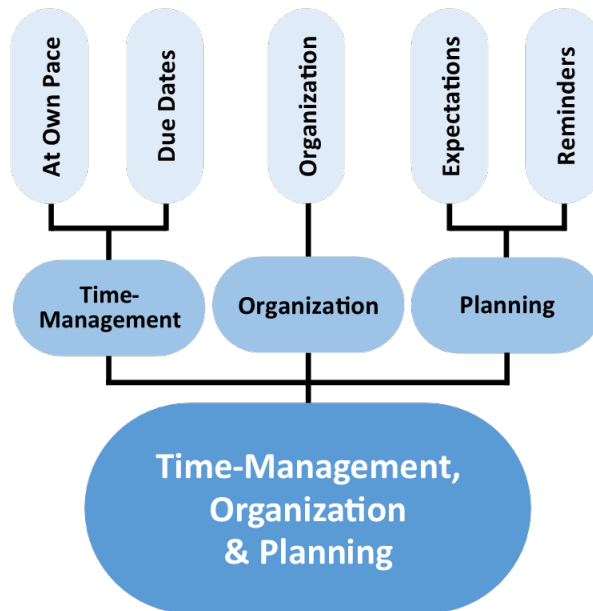 At Own Pace
Due Dates
Organization
Expectations
Reminders
Time-
Management
Organization
Planning
Time-Management,
Organization
& Planning